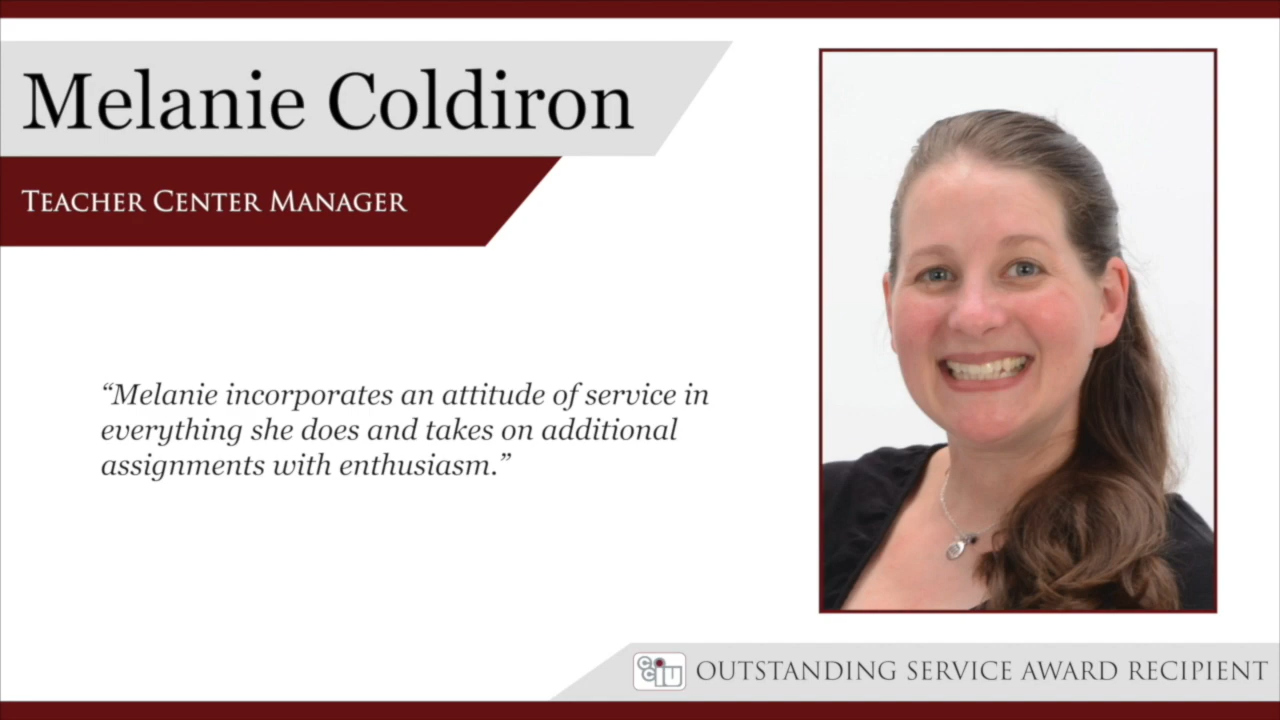 Melanie Coldiron
TEACHER CENTER MANAGER
“Melanie incorporates an attitude of service in
everything she does and takes on additional
assignments with enthusiasm.”
CCIU OUTSTANDING SERVICE AWARD RECIPIENT